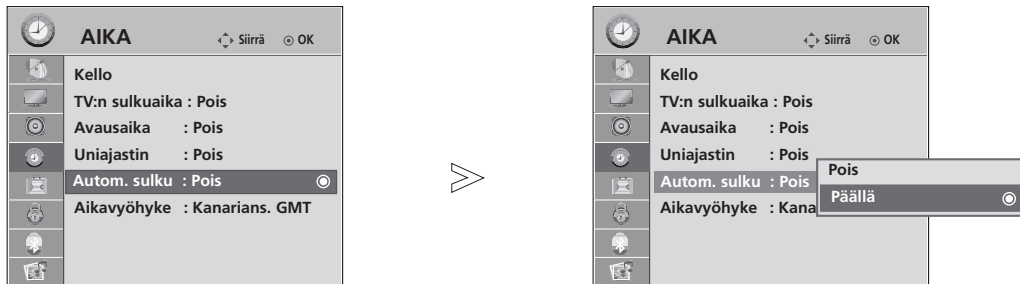 AIKA Siirrä OK
Kello
TV:n sulkuaika : Pois
Avausaika : Pois
Uniajastin : Pois
Autom. sulku : Pois
Aikavyöhyke : Kanarians. GMT
AIKA Siirrä OK
Kello
TV:n sulkuaika : Pois
Avausaika : Pois
Uniajastin : Pois
Autom. sulku : Pois
Aikavyöhyke : Kana
Pois
Päällä